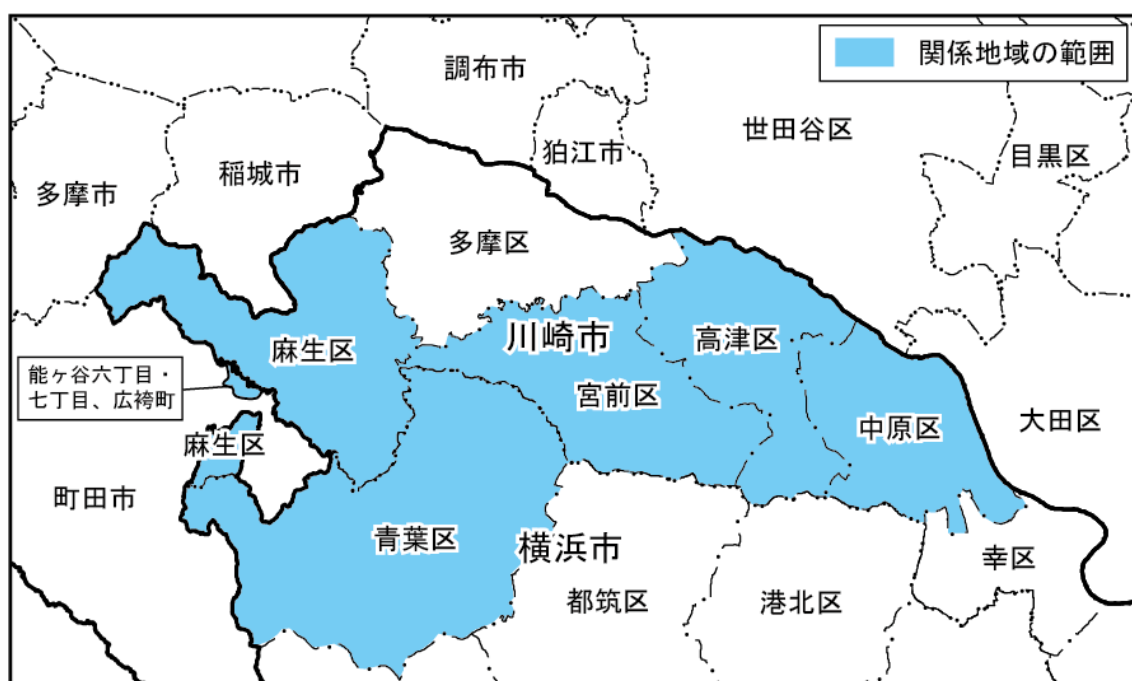 関係地域の範囲
調布市
世田谷区
狛江市
目黒区
稲城市
多摩市
多摩区
川崎市
高津区
麻生区
能ヶ谷六丁目・
七丁目、広袴町
宮前区
大田区
中原区
麻生区
町田市
青葉区
横浜市
幸区
都筑区
港北区